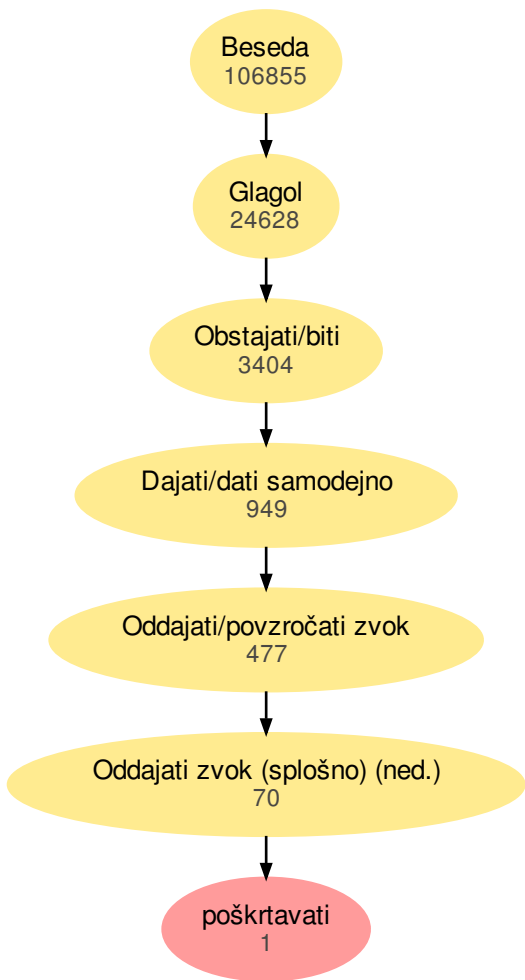 Beseda
106855
Glagol
24628
Obstajati/biti
3404
Dajati/dati samodejno
949
Oddajati/povzročati zvok
477
Oddajati zvok (splošno) (ned.)
70
poškrtavati
1